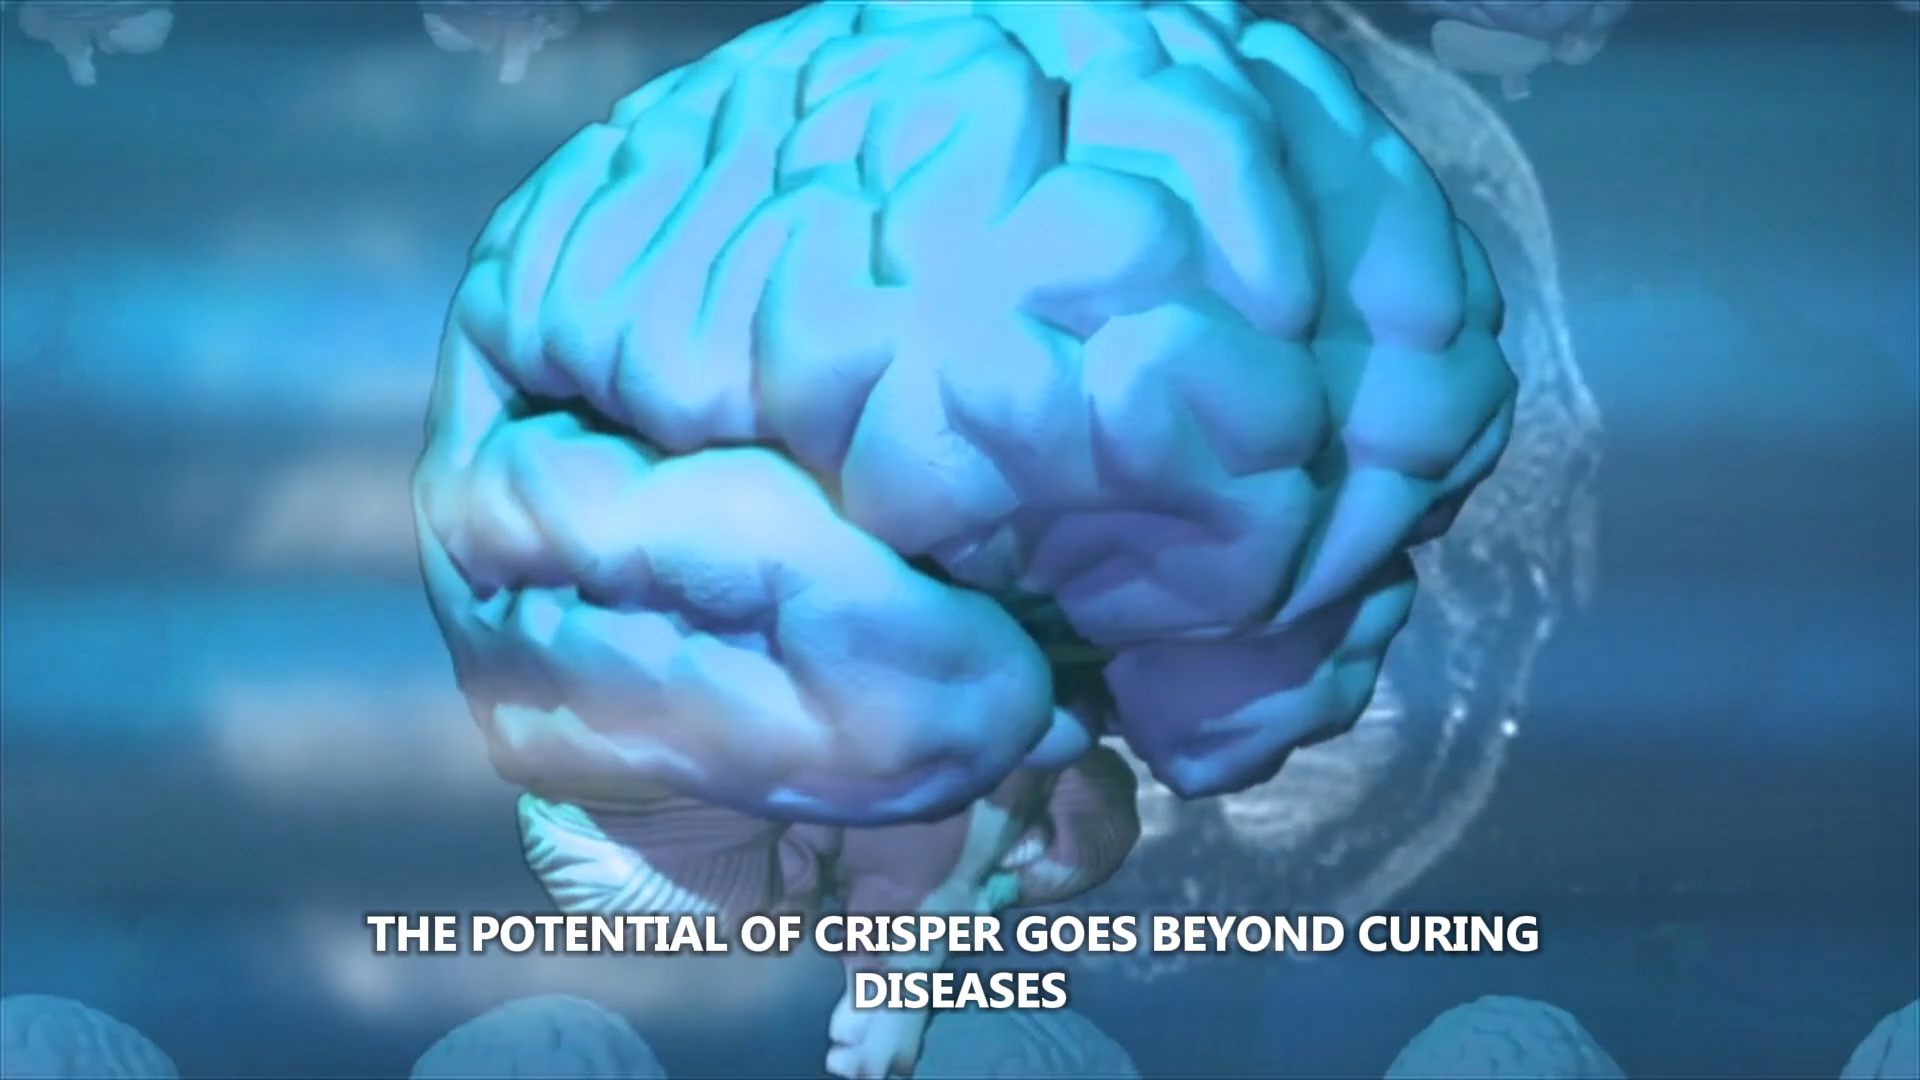 THE POTENTIAL OF CRISPER GOES BEYOND CURING
DISEASES